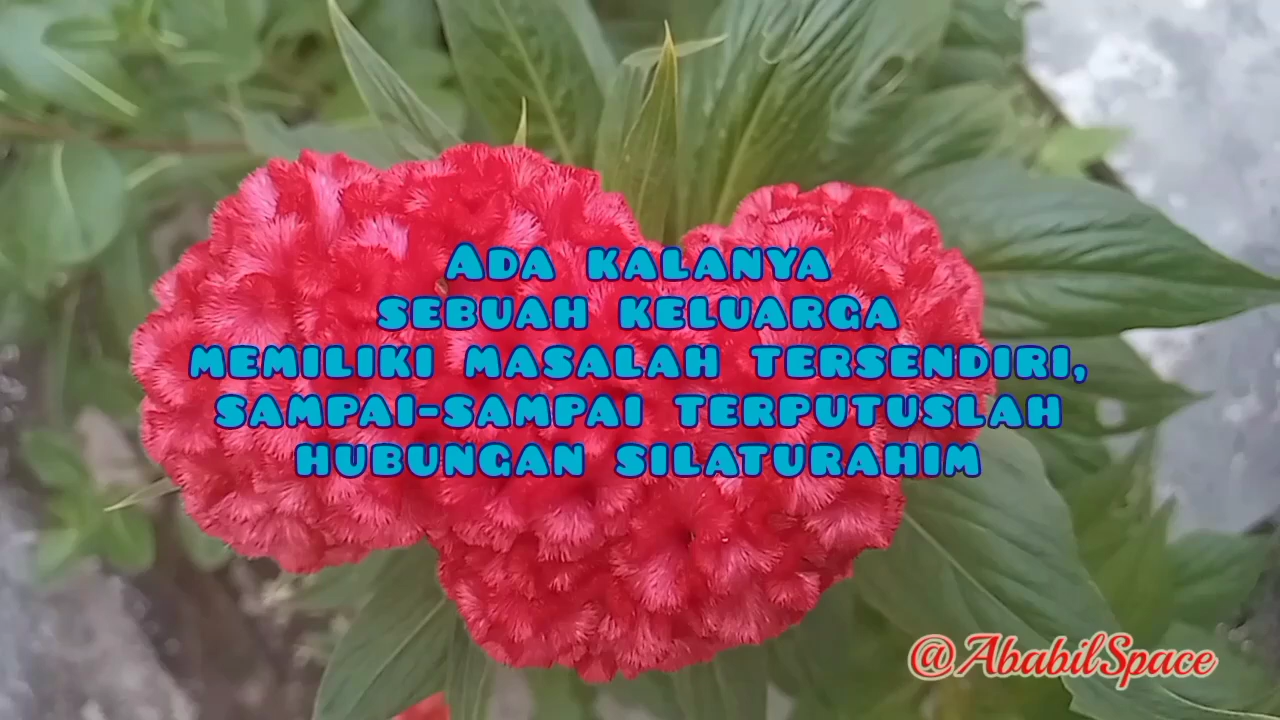 Ada kalanya
sebuah keluarga
memiliki masalah tersendiri,
sampai-sampai terputuslah
hubungan silaturahim
@AbabilSpace